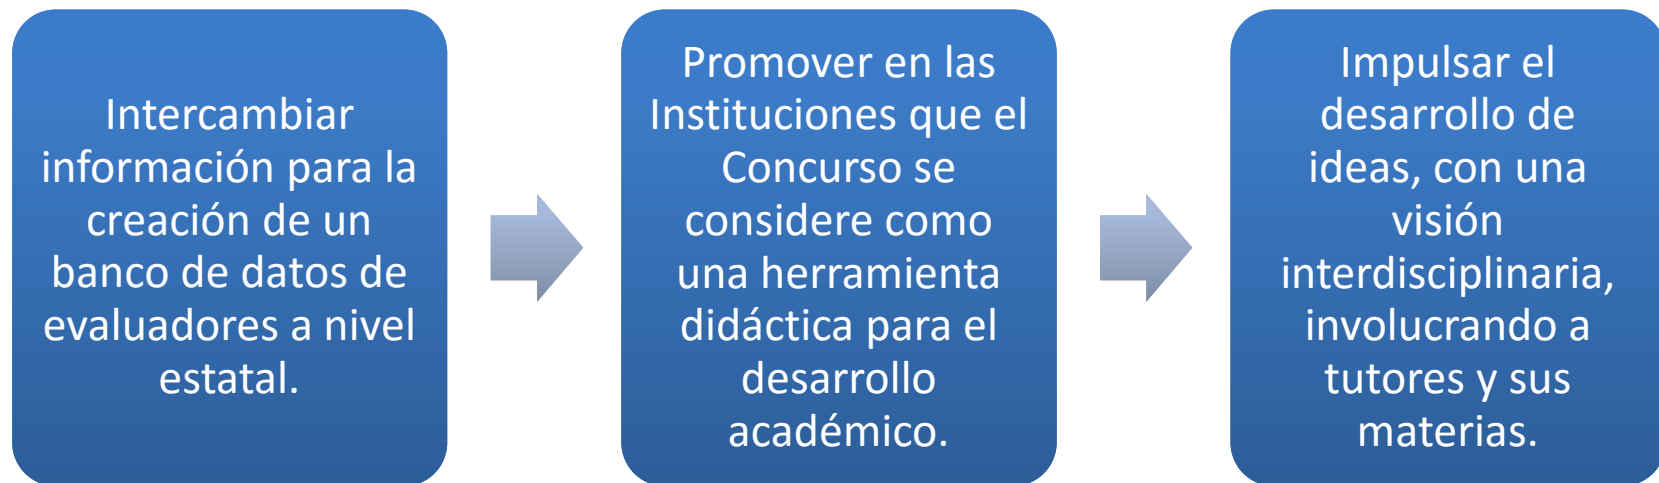 Intercambiar
información para la
creación de un
banco de datos de
evaluadores a nivel
estatal.
Promover en las
Instituciones que el
Concurso se
considere como
una herramienta
didáctica para el
desarrollo
académico.
Impulsar el
desarrollo de
ideas, con una
visión
interdisciplinaria,
involucrando a
tutores y sus
materias.